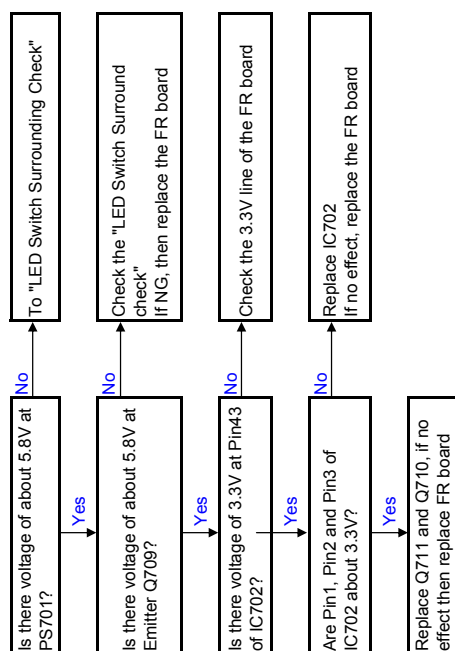 Is there voltage of about 5.8V at
PS701?
No
To "LED Switch Surrounding Check"
Yes
Is there voltage of about 5.8V at
Emitter Q709?
No
Check the "LED Switch Surround
check"
If NG, then replace the FR board
Yes
Is there voltage of 3.3V at Pin43
of IC702?
No
Check the 3.3V line of the FR board
Yes
Are Pin1, Pin2 and Pin3 of
IC702 about 3.3V?
No
Replace IC702
If no effect, replace the FR board
Yes
Replace Q711 and Q710, if no
effect then replace FR board